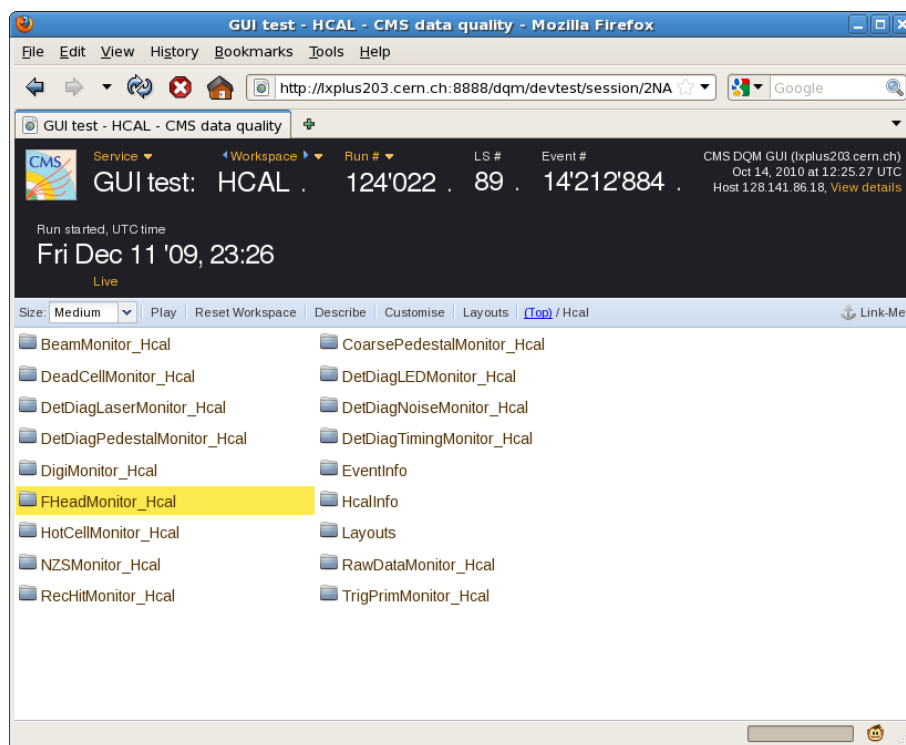 GUI test - HCAL - CMS data quality - Mozilla Firefox
File Edit View History Bookmarks Tools Help
http://lxplus203.cern.ch:8888/dqm/devtest/session/2NA Google
GUI test - HCAL - CMS data quality
CMS Service Workspace Run # LS # Event # CMS DQM GUI (lxplus203.cern.ch)
GUI test: HCAL . 124'022 . 89 . 14'212'884 . Oct 14, 2010 at 12:25.27 UTC
Host 128.141.86.18, View details
Run started, UTC time
Fri Dec 11 '09, 23:26
Live
Size: Medium Play Reset Workspace Describe Customise Layouts (Top) / Hcal Link-Me
BeamMonitor_Hcal CoarsePedestalMonitor_Hcal
DeadCellMonitor_Hcal DetDiagLEDMonitor_Hcal
DetDiagLaserMonitor_Hcal DetDiagNoiseMonitor_Hcal
DetDiagPedestalMonitor_Hcal DetDiagTimingMonitor_Hcal
DigiMonitor_Hcal EventInfo
FHeadMonitor_Hcal HcalInfo
HotCellMonitor_Hcal Layouts
NZSMonitor_Hcal RawDataMonitor_Hcal
RecHitMonitor_Hcal TrigPrimMonitor_Hcal